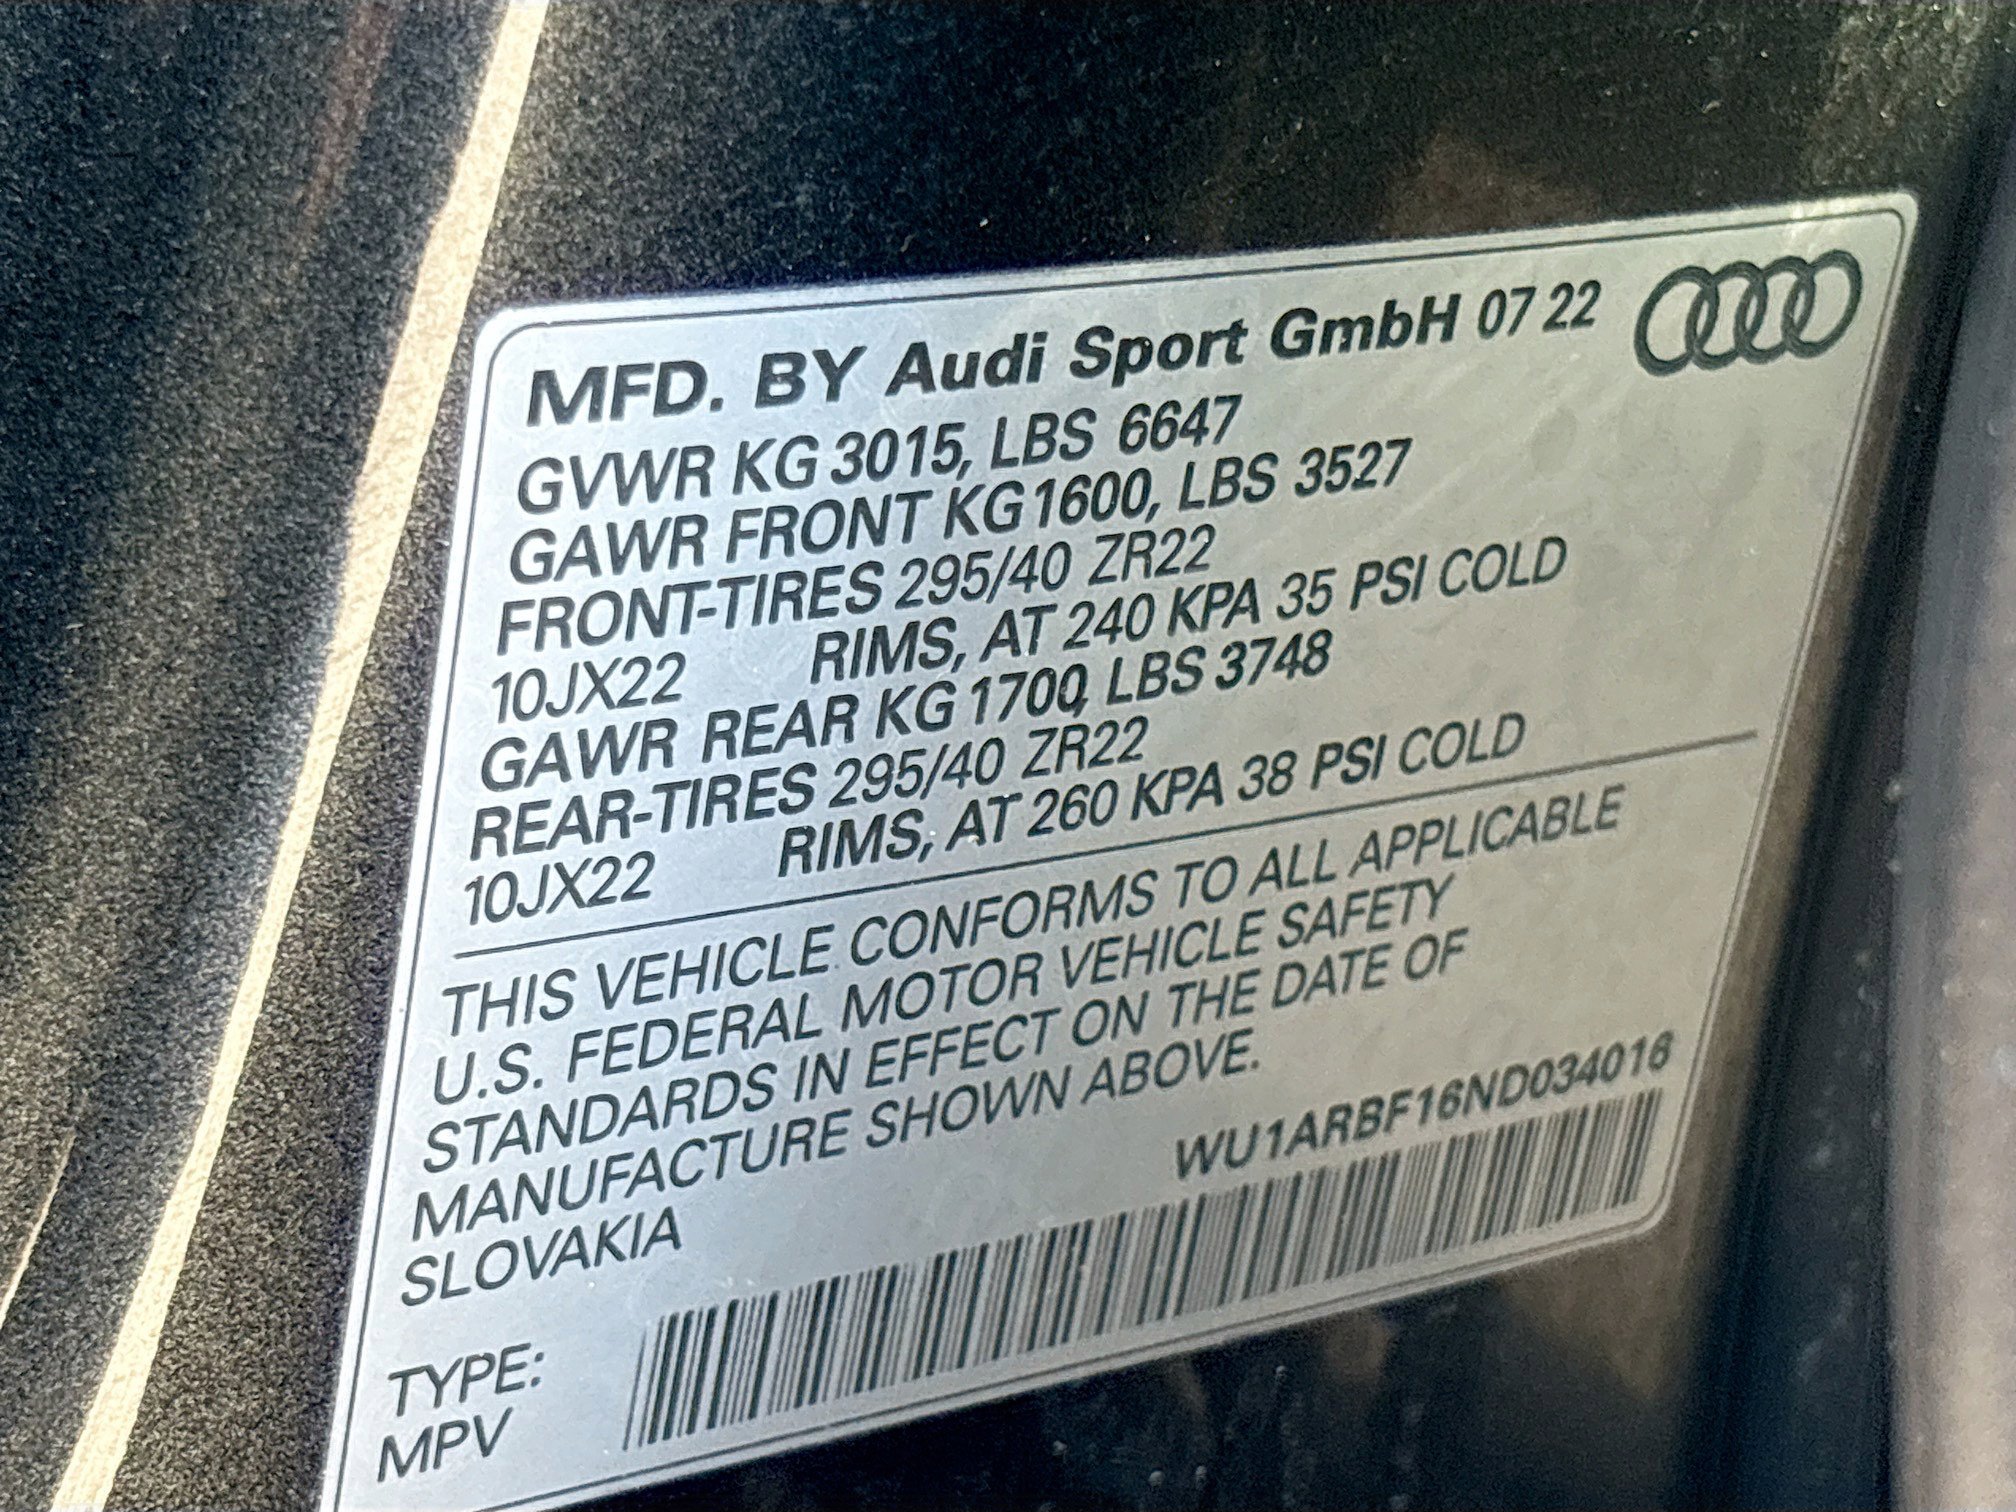 MFD. BY Audi Sport GmbH 07 22
GVWR KG 3015, LBS 6647
GAWR FRONT KG 1600, LBS 3527
FRONT-TIRES 295/40 ZR22
10JX22 RIMS, AT 240 KPA 35 PSI COLD
GAWR REAR KG 1700, LBS 3748
REAR-TIRES 295/40 ZR22
10JX22 RIMS, AT 260 KPA 38 PSI COLD
THIS VEHICLE CONFORMS TO ALL APPLICABLE
U.S. FEDERAL MOTOR VEHICLE SAFETY
STANDARDS IN EFFECT ON THE DATE OF
MANUFACTURE SHOWN ABOVE.
SLOVAKIA
WU1ARBF16ND034016
TYPE:
MPV